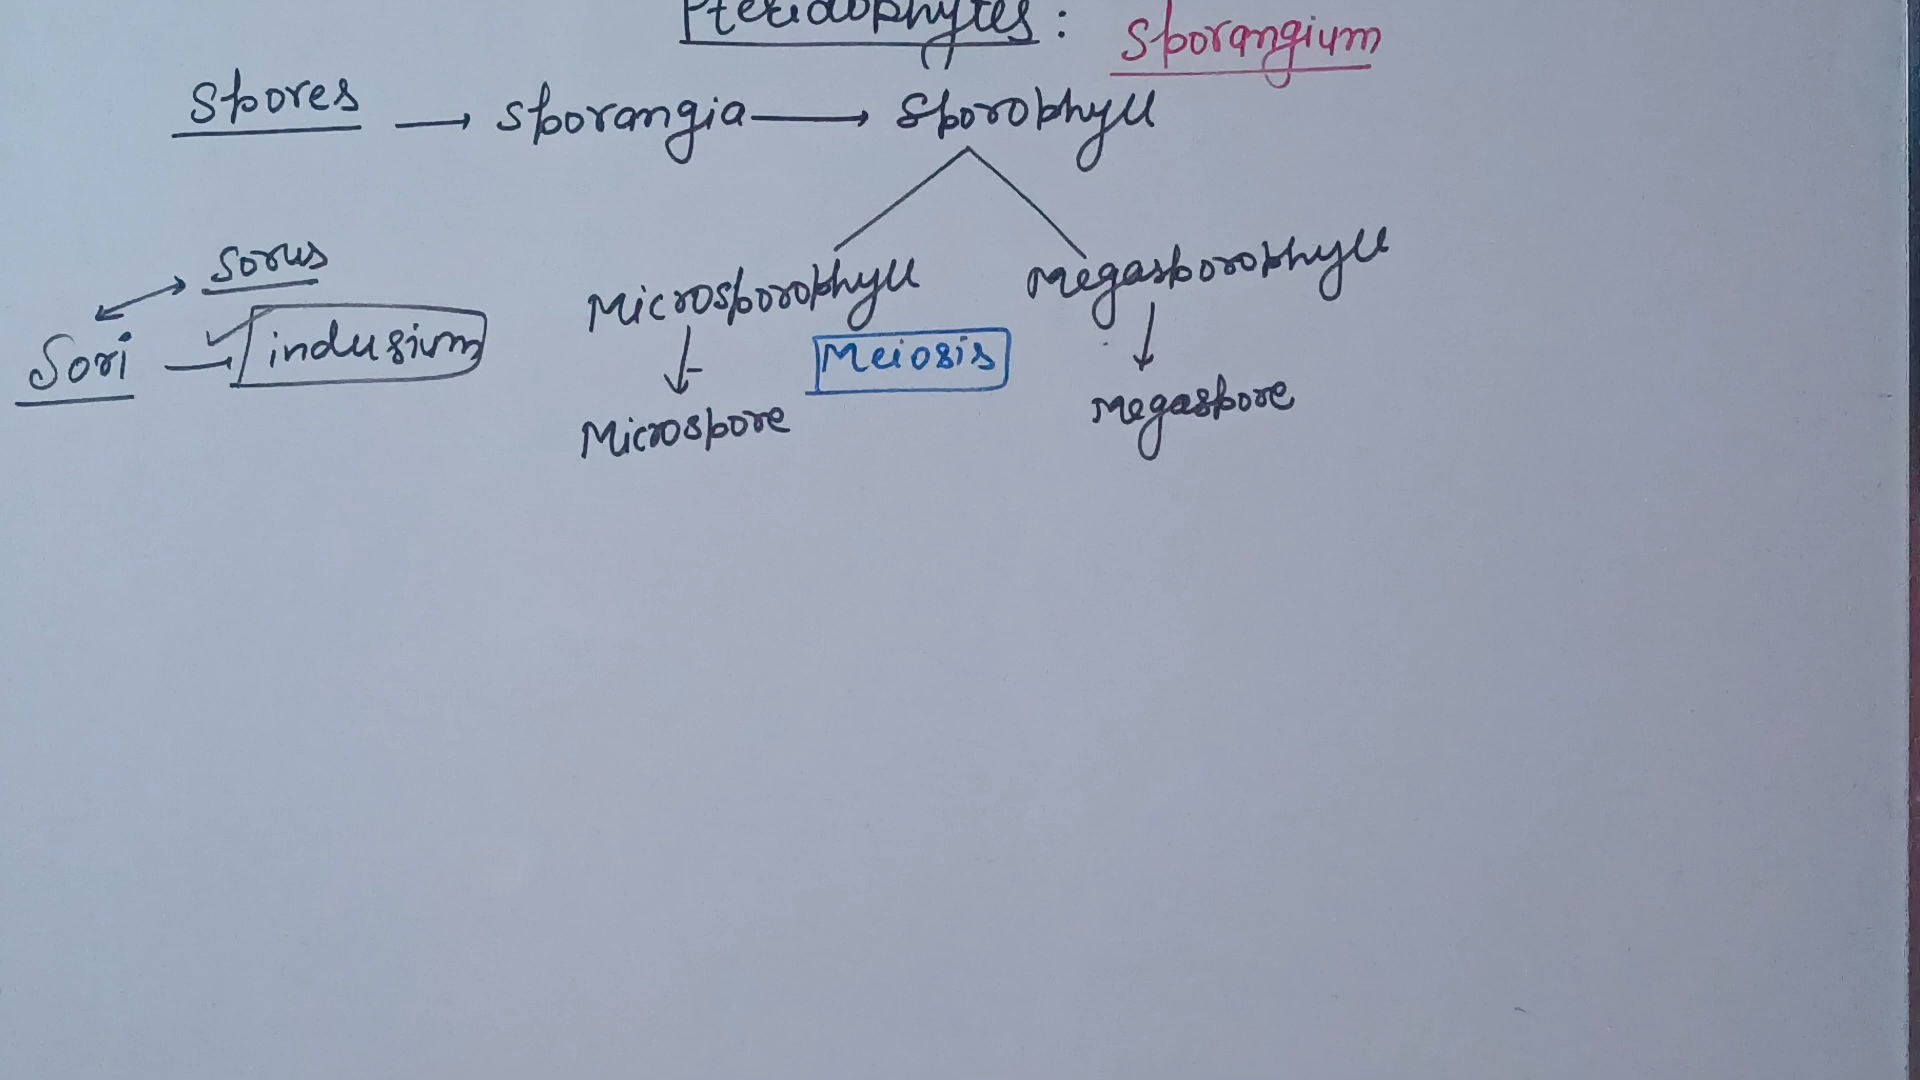 Pteridophytes :
Sporangium
Spores → sporangia → Sporophyll
Sorus
Microsporophyll Megasporophyll
Sori → indusium
Meiosis
Microspore Megaspore